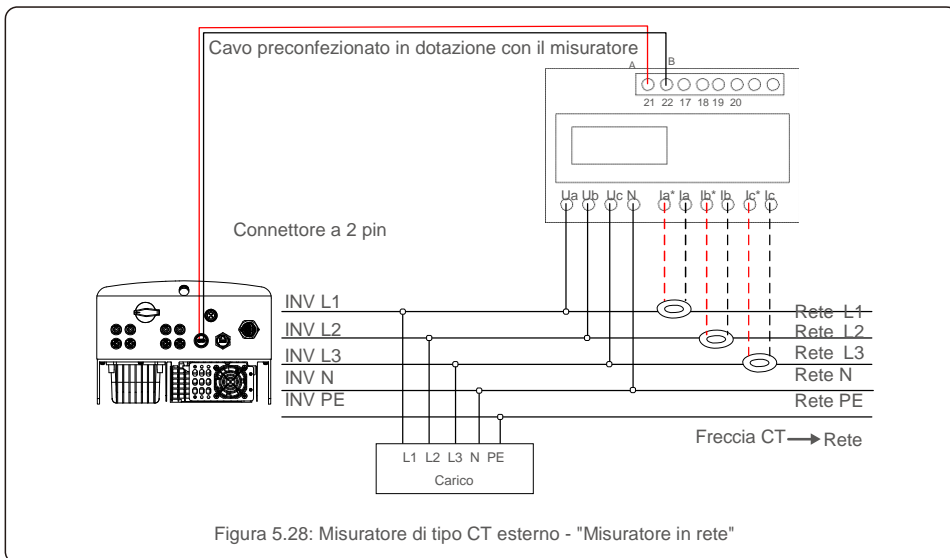 Cavo preconfezionato in dotazione con il misuratore
A B
21 22 17 18 19 20
Ua Ub Uc N Ia* Ia Ib* Ib Ic* Ic
Connettore a 2 pin
INV L1 Rete L1
INV L2 Rete L2
INV L3 Rete L3
INV N Rete N
INV PE Rete PE
Freccia CT Rete
L1 L2 L3 N PE
Carico
Figura 5.28: Misuratore di tipo CT esterno - "Misuratore in rete"